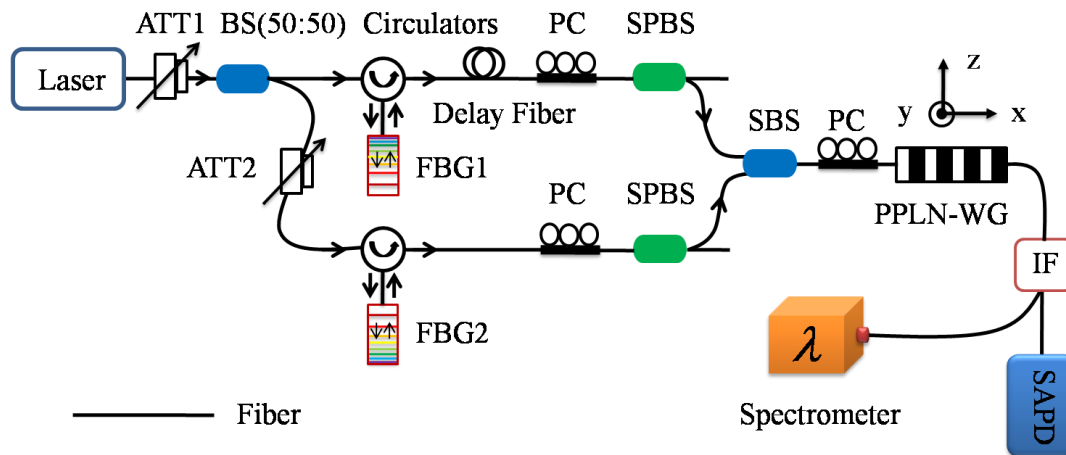 ATT1
BS(50:50)
Circulators
PC
SPBS
Laser
z
y
x
Delay Fiber
SBS
PC
ATT2
FBG1
PC
SPBS
PPLN-WG
IF
FBG2
λ
SAPD
Fiber
Spectrometer